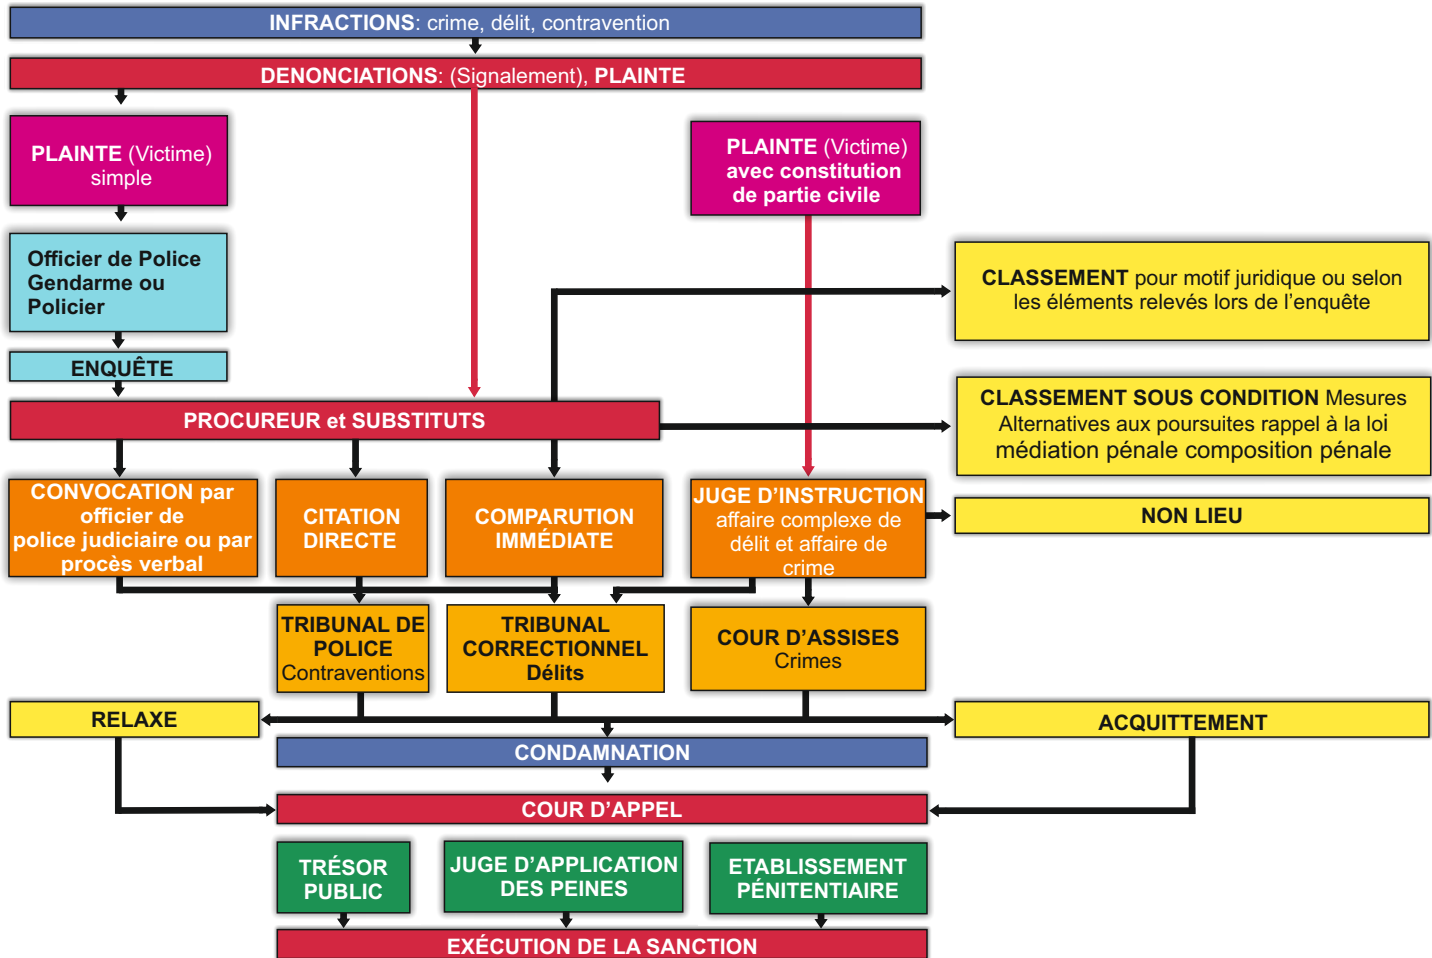 INFRACTIONS: crime, délit, contravention
DENONCIATIONS: (Signalement), PLAINTE
PLAINTE (Victime)
simple
PLAINTE (Victime)
avec constitution
de partie civile
Officier de Police
Gendarme ou
Policier
CLASSEMENT pour motif juridique ou selon
les éléments relevés lors de l'enquête
ENQUÊTE
CLASSEMENT SOUS CONDITION Mesures
Alternatives aux poursuites rappel à la loi
médiation pénale composition pénale
PROCUREUR et SUBSTITUTS
CONVOCATION par
officier de
police judiciaire ou par
procès verbal
CITATION
DIRECTE
COMPARUTION
IMMÉDIATE
JUGE D'INSTRUCTION
affaire complexe de
délit et affaire de
crime
NON LIEU
TRIBUNAL DE
POLICE
Contraventions
TRIBUNAL
CORRECTIONNEL
Délits
COUR D'ASSISES
Crimes
RELAXE
ACQUITTEMENT
CONDAMNATION
COUR D'APPEL
TRÉSOR
PUBLIC
JUGE D'APPLICATION
DES PEINES
ETABLISSEMENT
PÉNITENTIAIRE
EXÉCUTION DE LA SANCTION